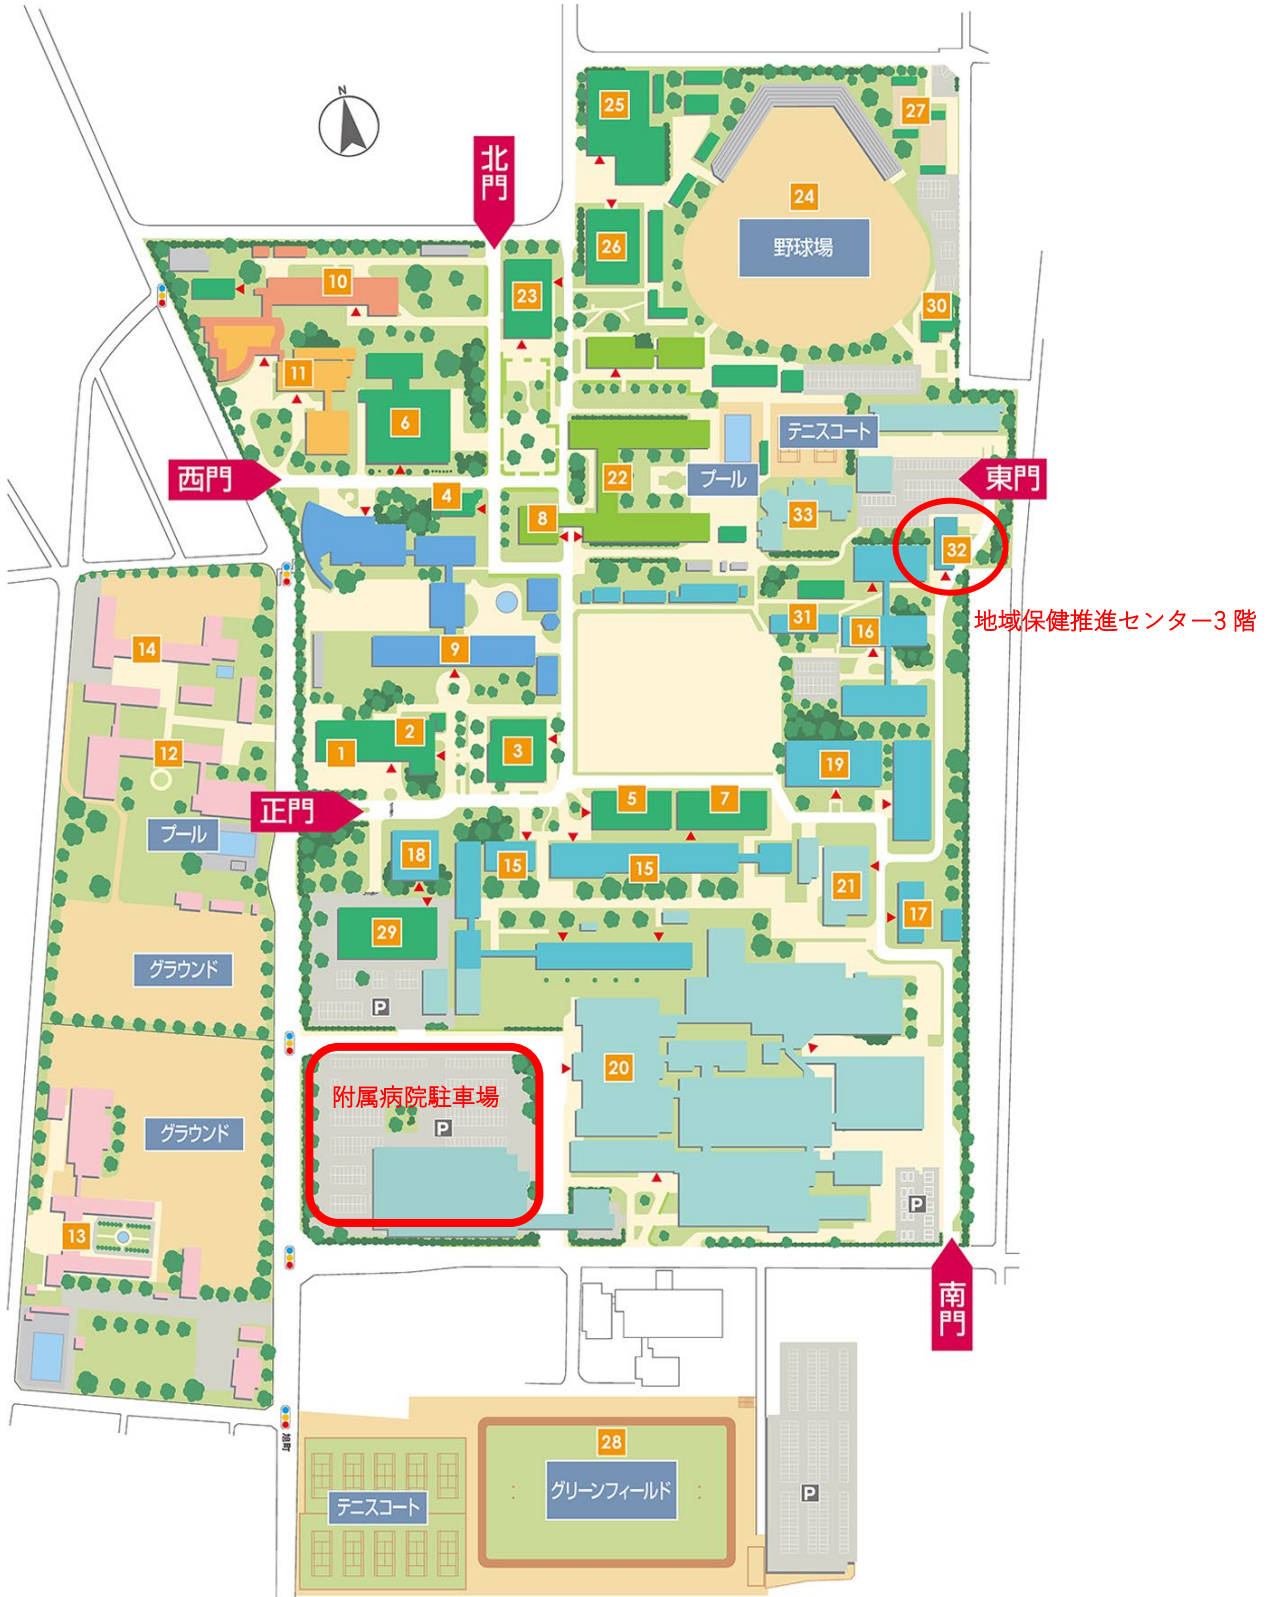 N
北門
25
27
24
野球場
26
10
23
30
11
6
テニスコート
西門
22
プール
東門
4
8
33
32
地域保健推進センター3階
31
16
14
9
2
1
3
12
19
正門
5
7
プール
18
15
15
21
17
29
グラウンド
P
20
附属病院駐車場
P
グラウンド
P
13
南門
旭町
28
グリーンフィールド
テニスコート
P